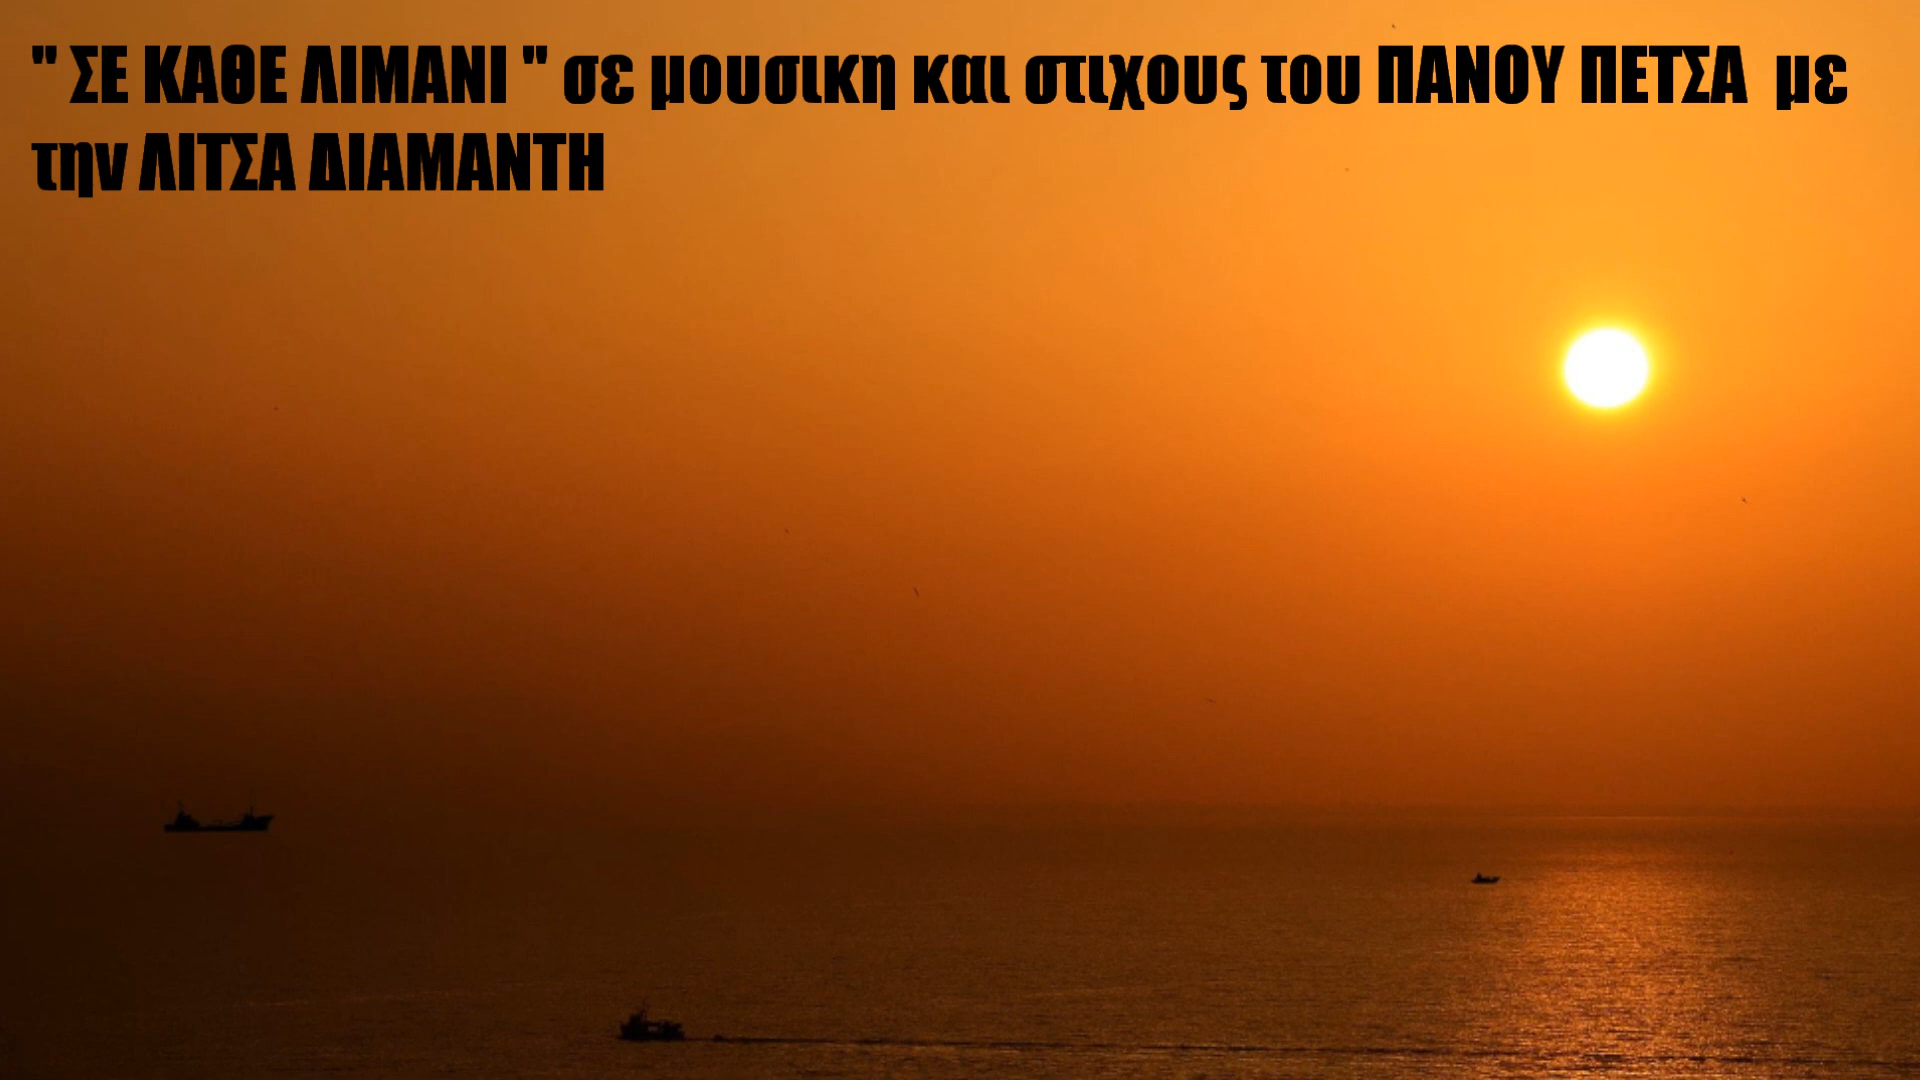 " ΣΕ ΚΑΘΕ ΛΙΜΑΝΙ " σε μουσικη και στιχους του ΠΑΝΟΥ ΠΕΤΣΑ με
την ΛΙΤΣΑ ΔΙΑΜΑΝΤΗ